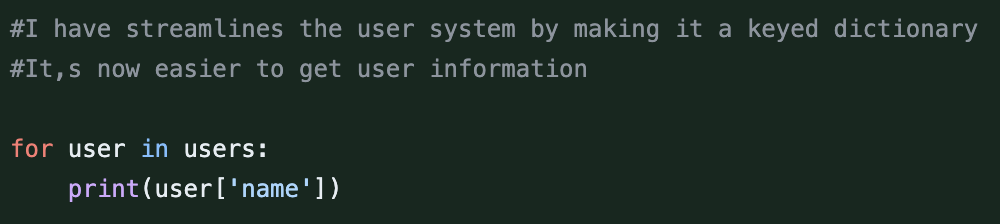 #I have streamlines the user system by making it a keyed dictionary
#It,s now easier to get user information
for user in users:
    print(user['name'])